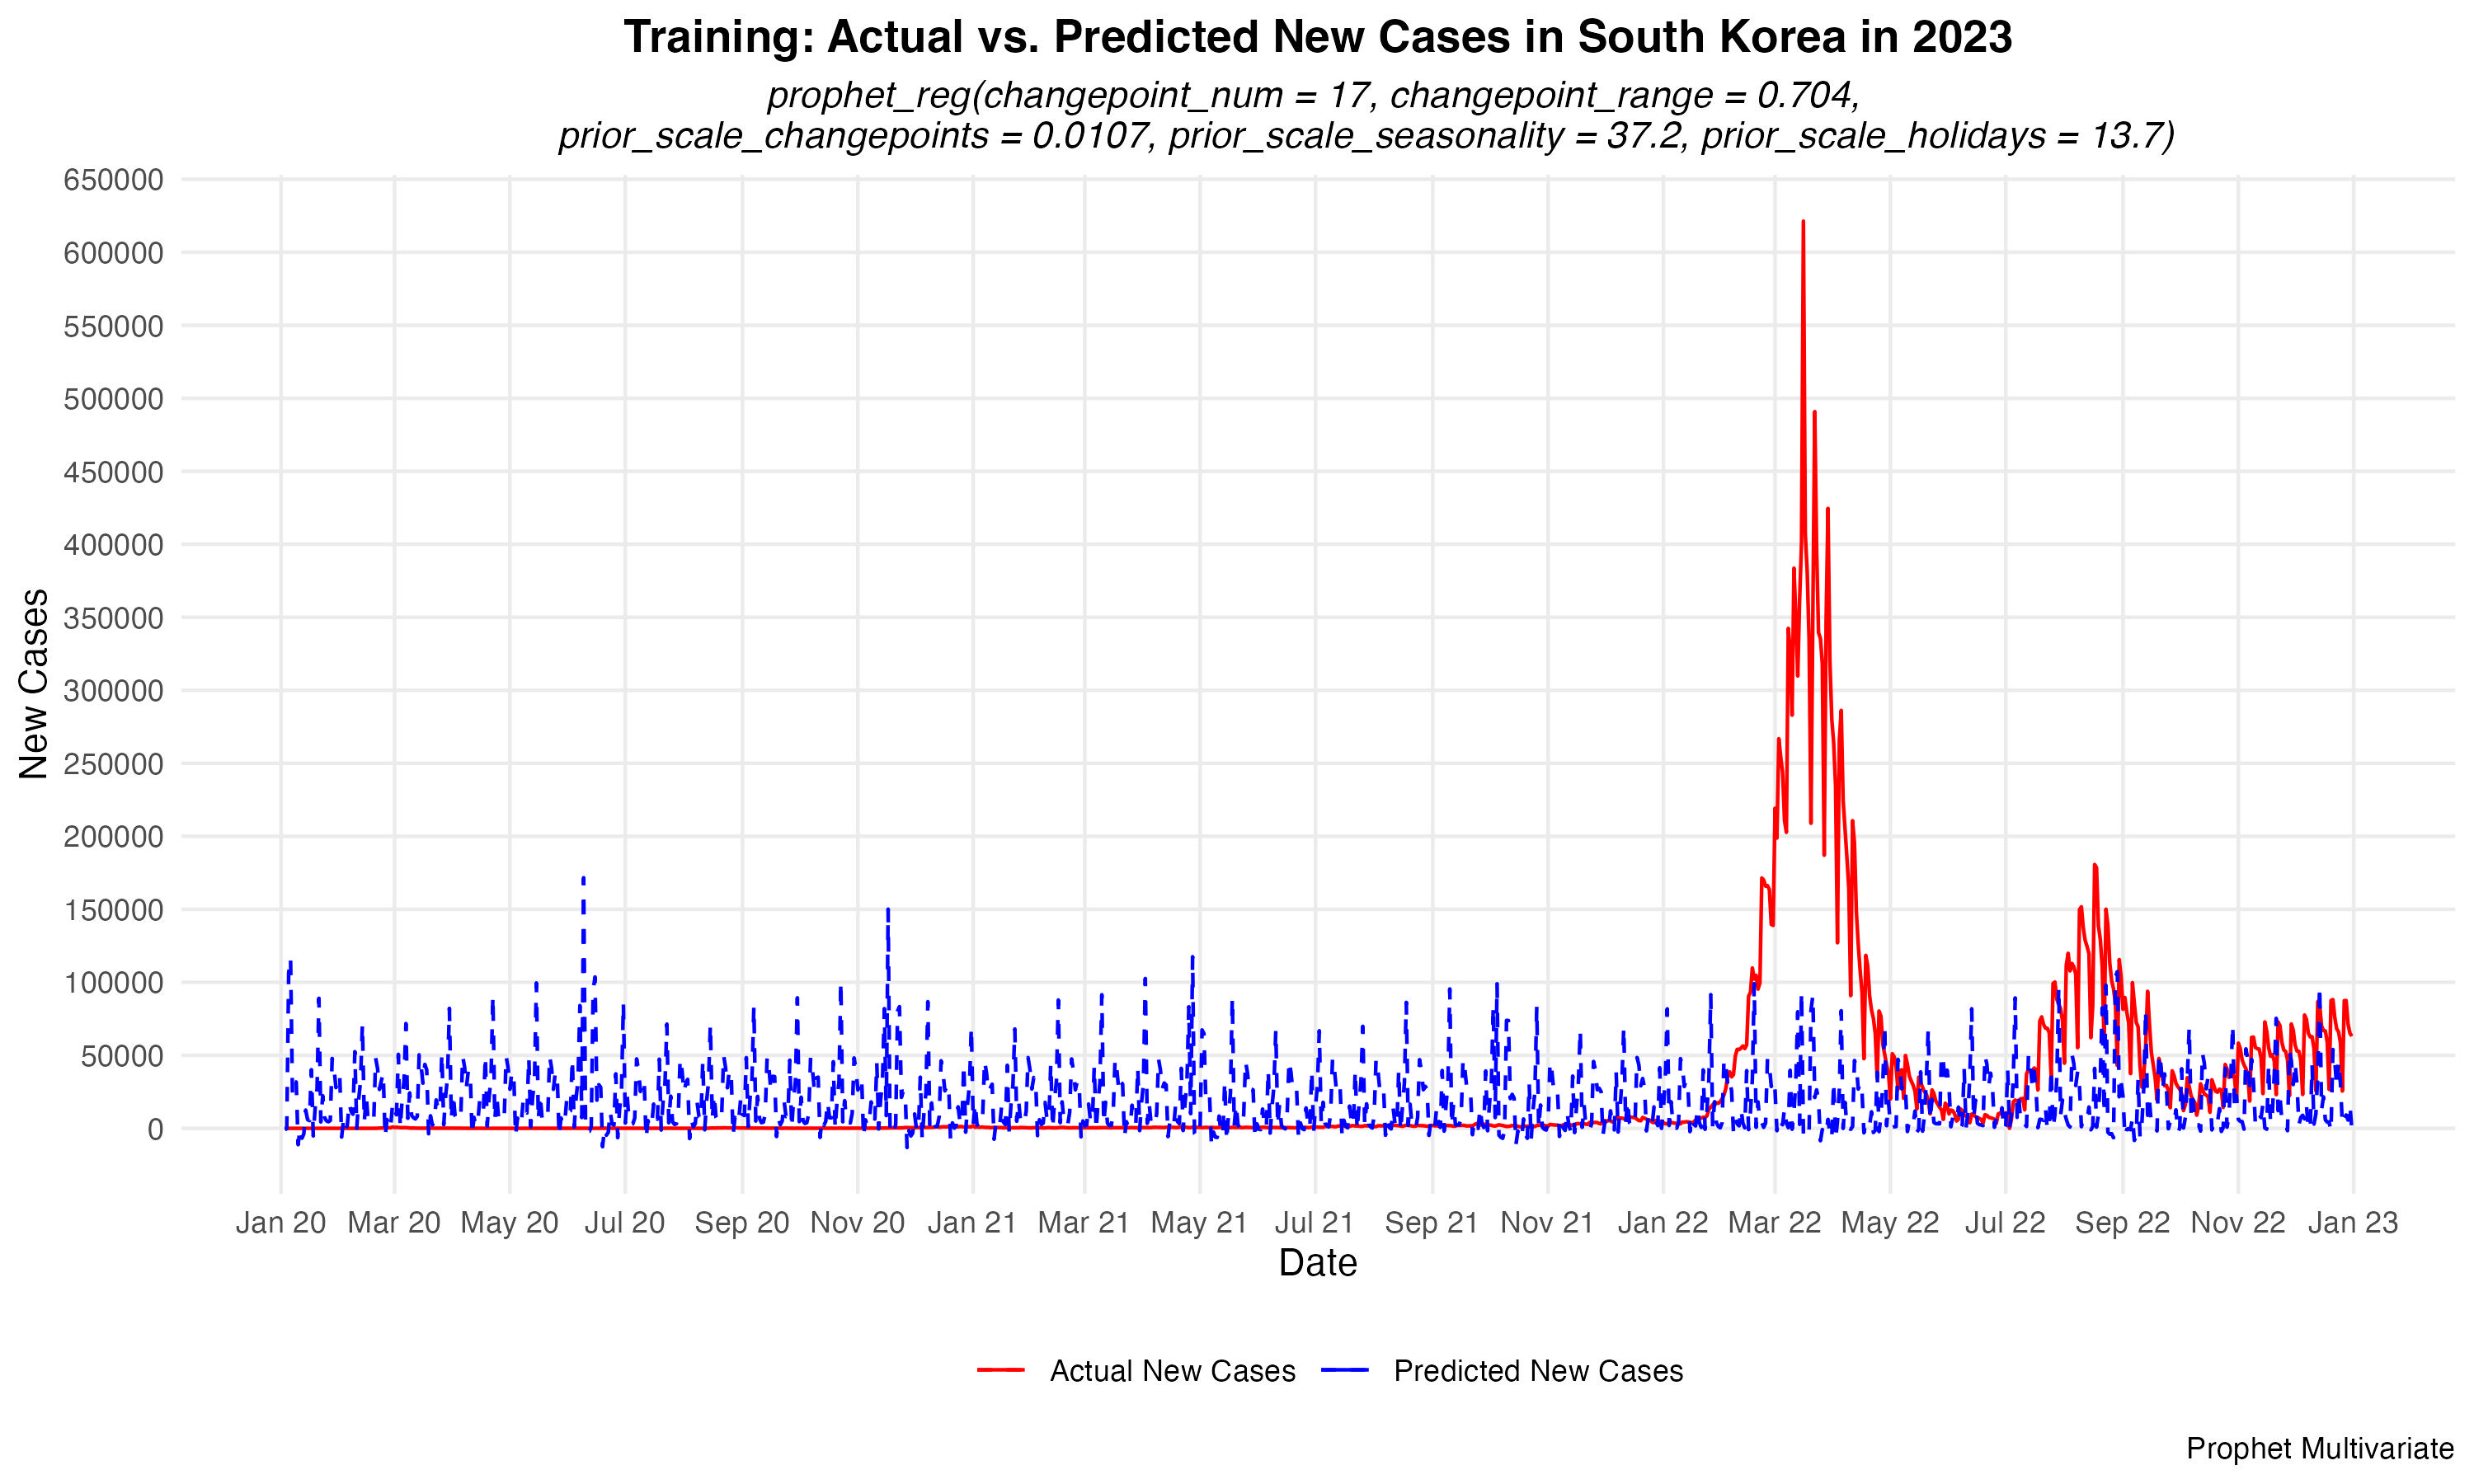 Training: Actual vs. Predicted New Cases in South Korea in 2023
prophet_reg(changepoint_num = 17, changepoint_range = 0.704,
prior_scale_changepoints = 0.0107, prior_scale_seasonality = 37.2, prior_scale_holidays = 13.7)
650000
600000
550000
500000
450000
400000
350000
300000
250000
200000
150000
100000
50000
0
New Cases
Jan 20 Mar 20 May 20 Jul 20 Sep 20 Nov 20 Jan 21 Mar 21 May 21 Jul 21 Sep 21 Nov 21 Jan 22 Mar 22 May 22 Jul 22 Sep 22 Nov 22 Jan 23
Date
Actual New Cases Predicted New Cases
Prophet Multivariate